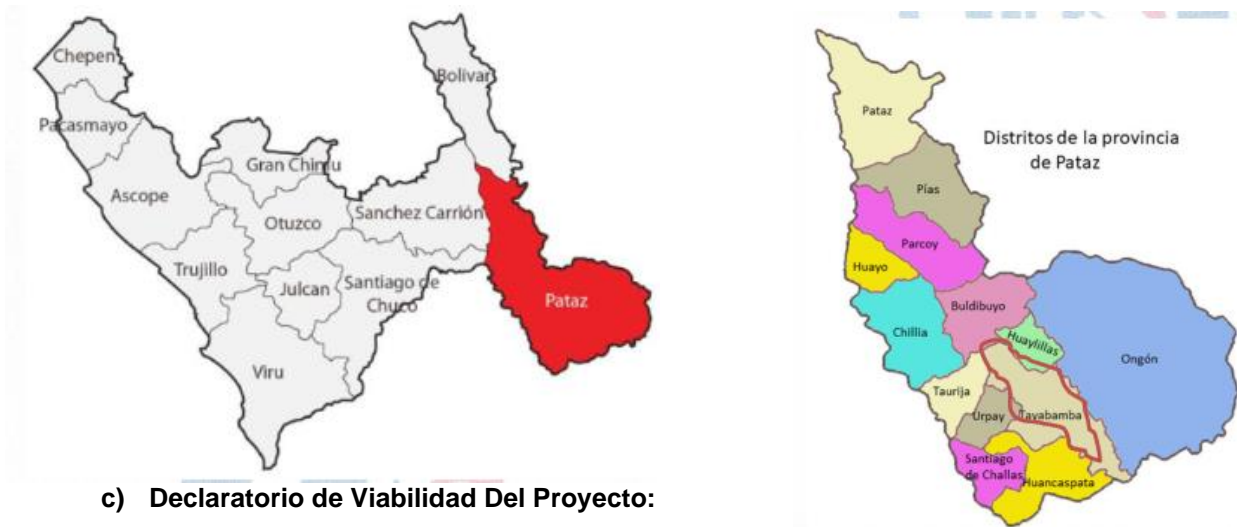 Chepen
Bolivar
Pacasmayo
Gran Chimu
Ascope
Sanchez Carrión
Otuzco
Trujillo
Julcan
Santiago de
Chuco
Pataz
Viru
Distritos de la provincia
de Pataz
Pataz
Pías
Parcoy
Huayo
Buldibuyo
Chillia
Huaylillas
Ongón
Taurija
Tayabamba
Urpay
Santiago
de Challas
Huancaspata
c) Declaratorio de Viabilidad Del Proyecto: